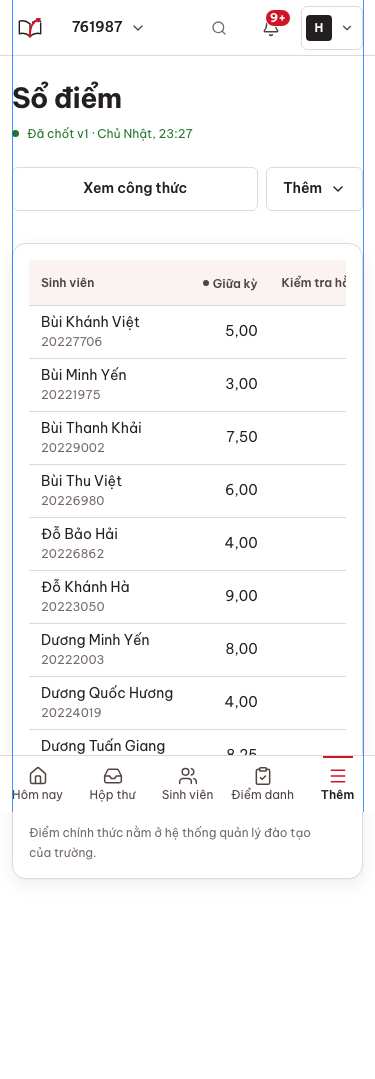 761987
9+
H
Sổ điểm
Đã chốt v1 · Chủ Nhật, 23:27
Xem công thức
Thêm
Sinh viên
Giữa kỳ
Kiểm tra
Bùi Khánh Việt
20227706
5,00
Bùi Minh Yến
20221975
3,00
Bùi Thanh Khải
20229002
7,50
Bùi Thu Việt
20226980
6,00
Đỗ Bảo Hải
20226862
4,00
Đỗ Khánh Hà
20223050
9,00
Dương Minh Yến
20222003
8,00
Dương Quốc Hương
20224019
4,00
Dương Tuấn Giang
8,25
Hôm nay
Hộp thư
Sinh viên
Điểm danh
Thêm
Điểm chính thức nằm ở hệ thống quản lý đào tạo
của trường.